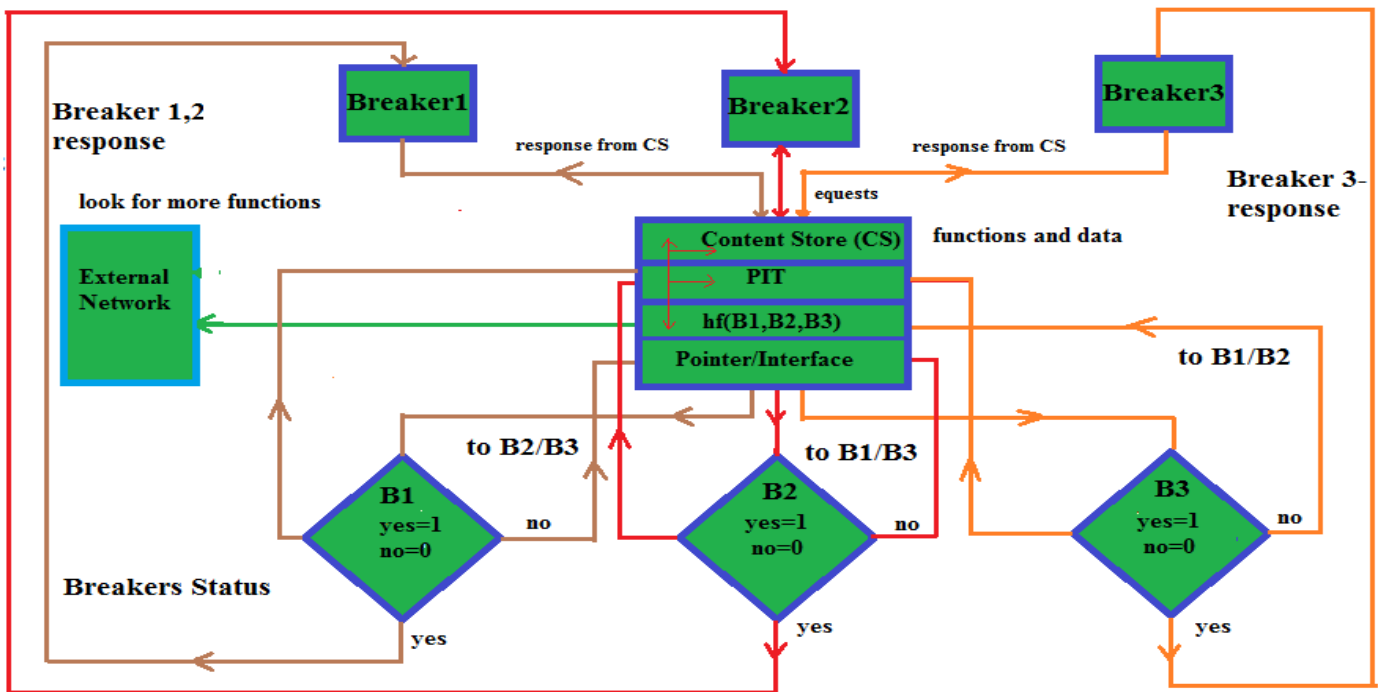 Breaker1
Breaker2
Breaker3
Breaker 1,2
response
response from CS
response from CS
Breaker 3-
response
equests
look for more functions
Content Store (CS)
functions and data
External
Network
PIT
hf(B1,B2,B3)
Pointer/Interface
to B1/B2
to B2/B3
to B1/B3
B1
yes=1
no=0
no
B2
yes=1
no=0
no
B3
yes=1
no=0
no
Breakers Status
yes
yes
yes